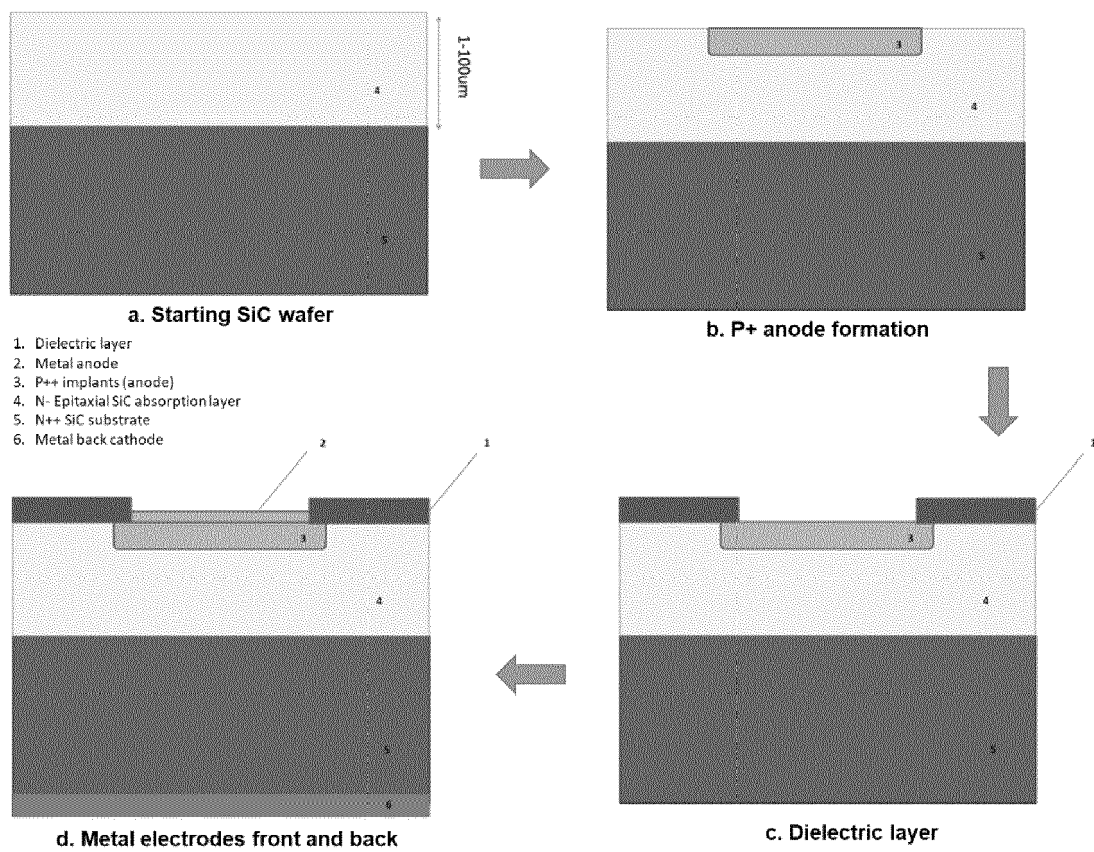 4
1-100um
5
a. Starting SiC wafer
3
4
5
b. P+ anode formation
1. Dielectric layer
2. Metal anode
3. P++ implants (anode)
4. N- Epitaxial SiC absorption layer
5. N++ SiC substrate
6. Metal back cathode
2
1
3
4
5
6
d. Metal electrodes front and back
1
3
4
5
c. Dielectric layer